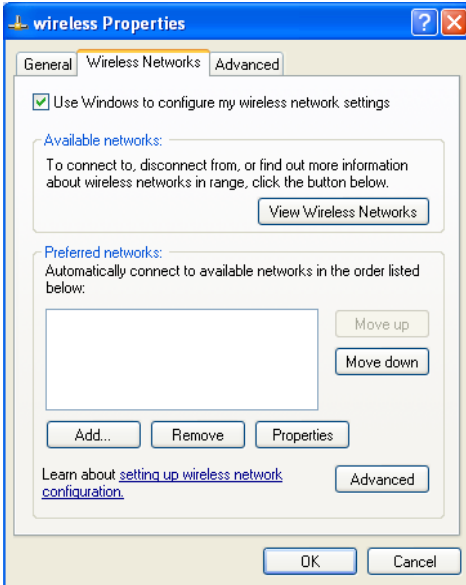 wireless Properties
General Wireless Networks Advanced
Use Windows to configure my wireless network settings
Available networks:
To connect to, disconnect from, or find out more information
about wireless networks in range, click the button below.
View Wireless Networks
Preferred networks:
Automatically connect to available networks in the order listed
below:
Move up
Move down
Add... Remove Properties
Learn about setting up wireless network
configuration.
Advanced
OK Cancel